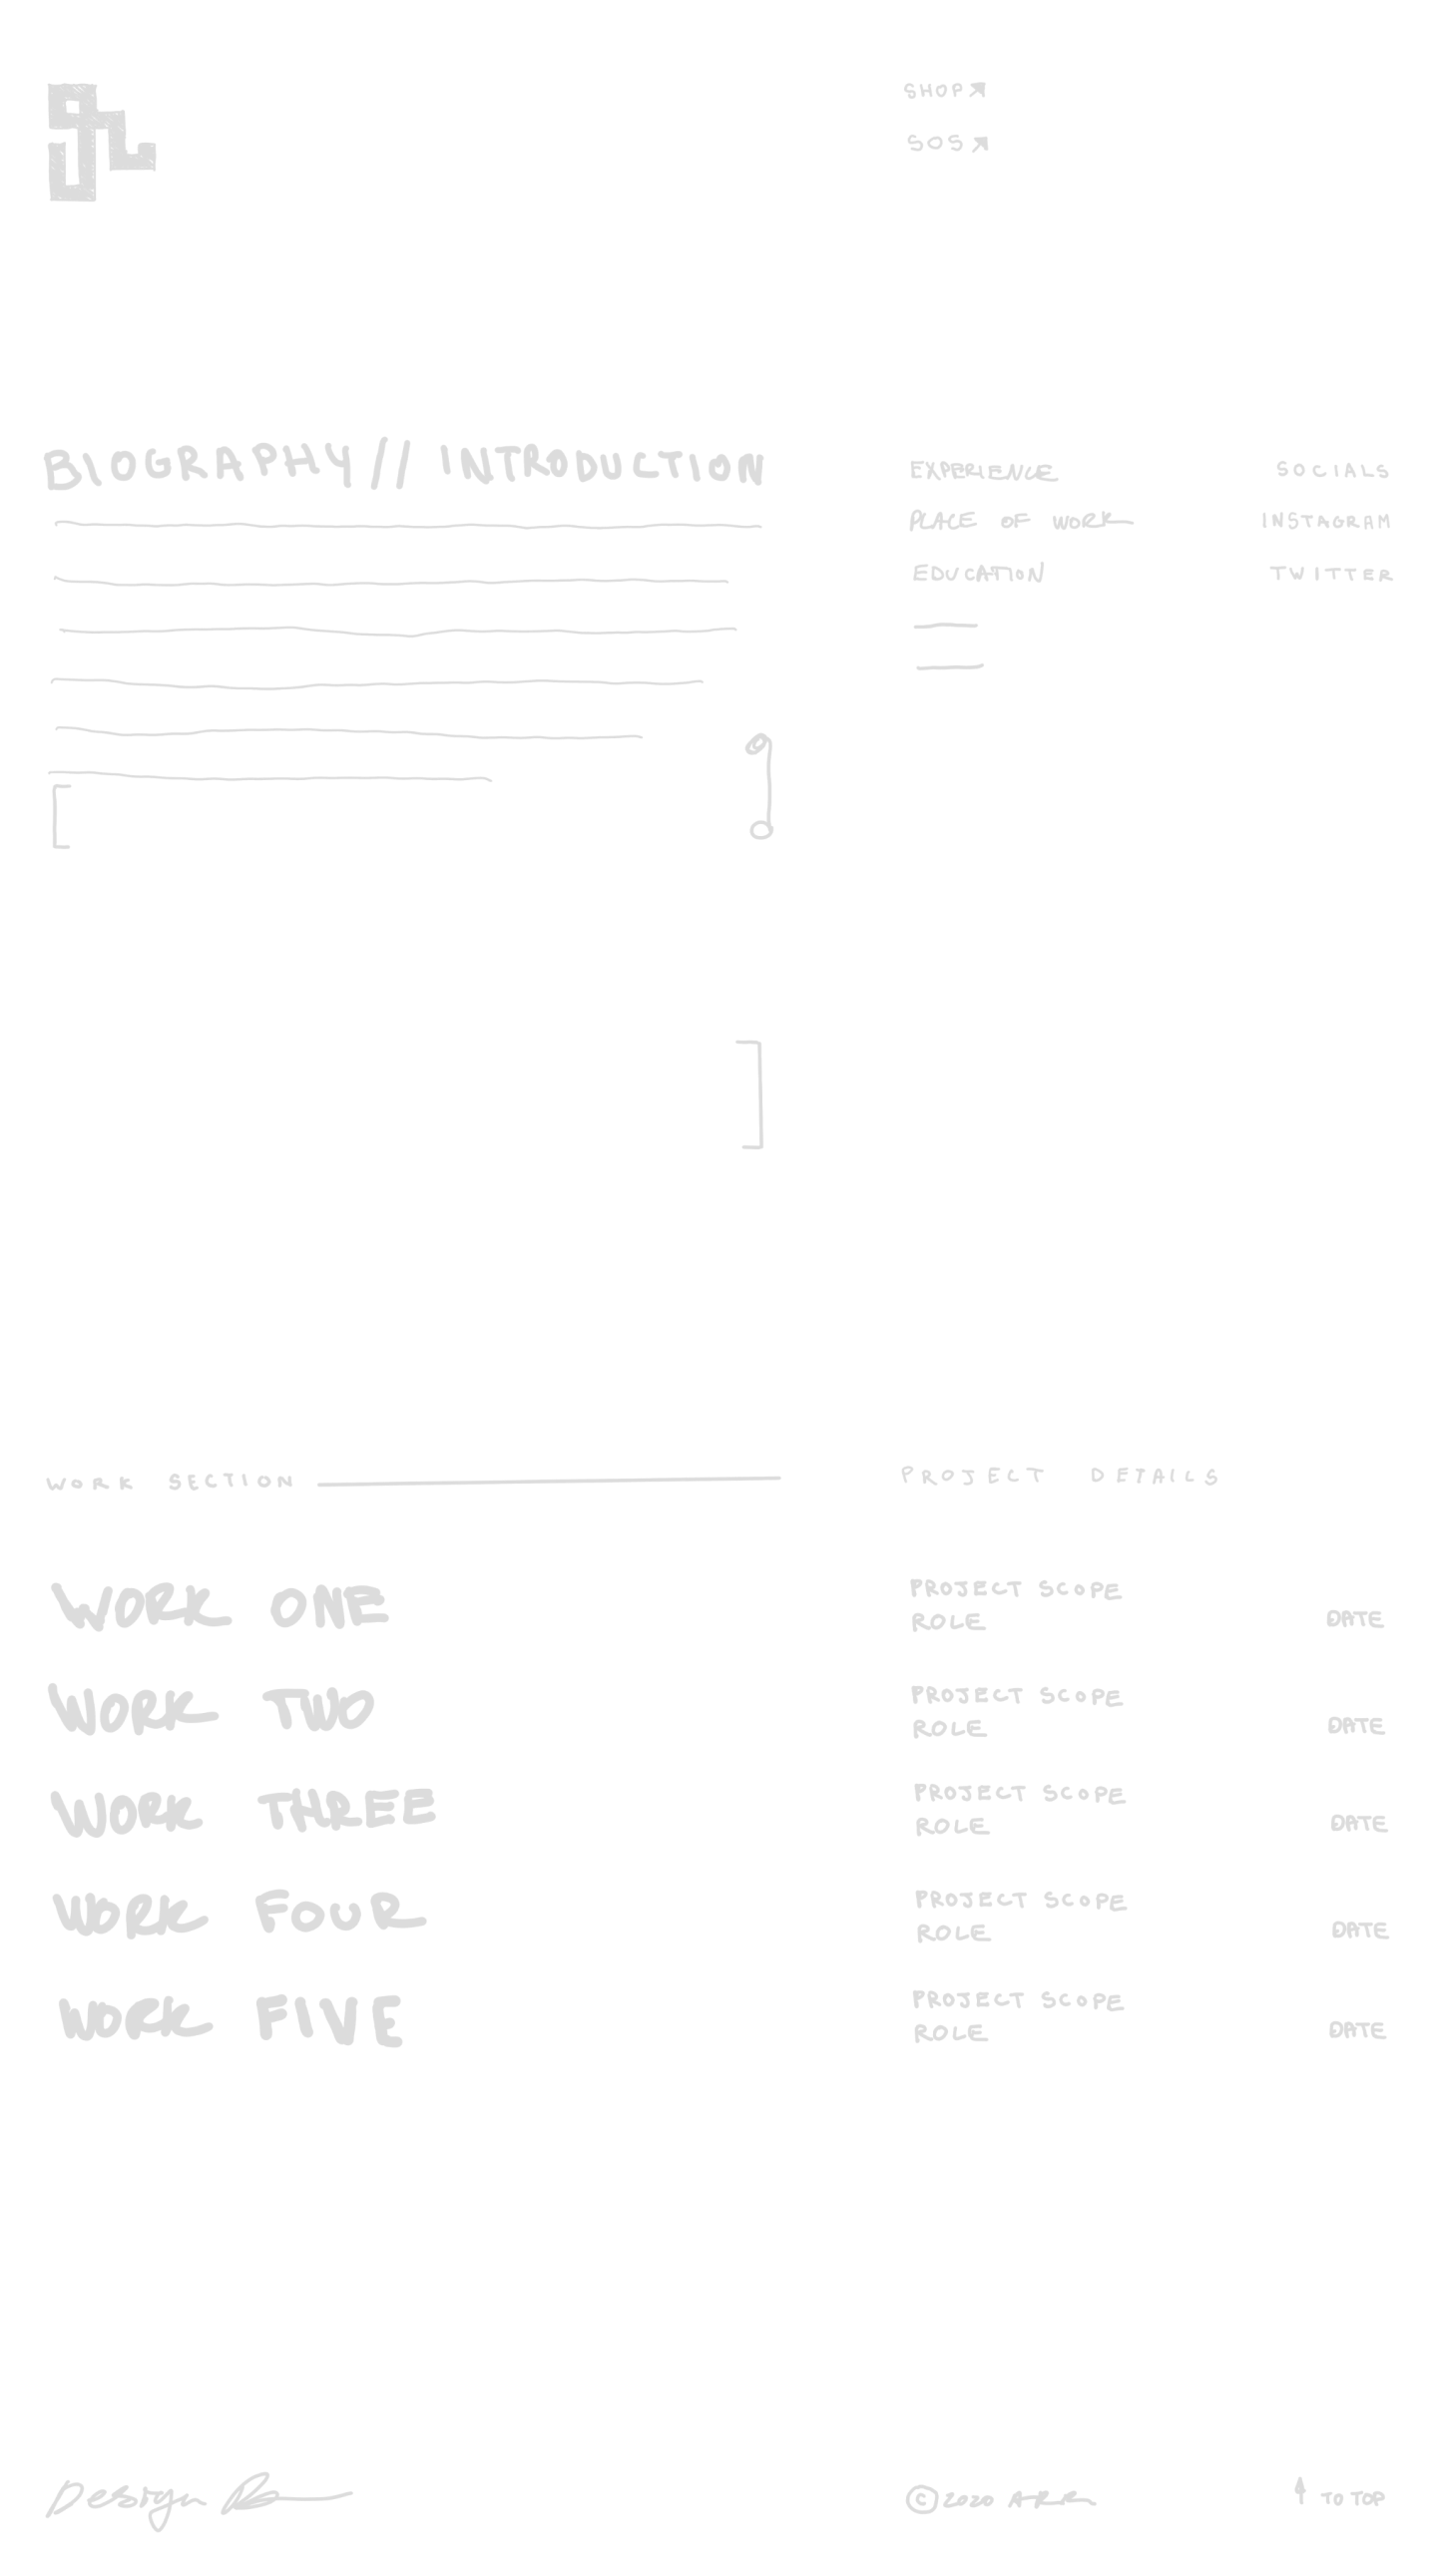 SHOP
SOS
BIOGRAPHY // INTRODUCTION
EXPERIENCE
PLACE OF WORK
EDUCATION
SOCIALS
INSTAGRAM
TWITTER
WORK SECTION
PROJECT DETAILS
WORK ONE
PROJECT SCOPE
ROLE
DATE
WORK TWO
PROJECT SCOPE
ROLE
DATE
WORK THREE
PROJECT SCOPE
ROLE
DATE
WORK FOUR
PROJECT SCOPE
ROLE
DATE
WORK FIVE
PROJECT SCOPE
ROLE
DATE
Design
© 2020
TO TOP